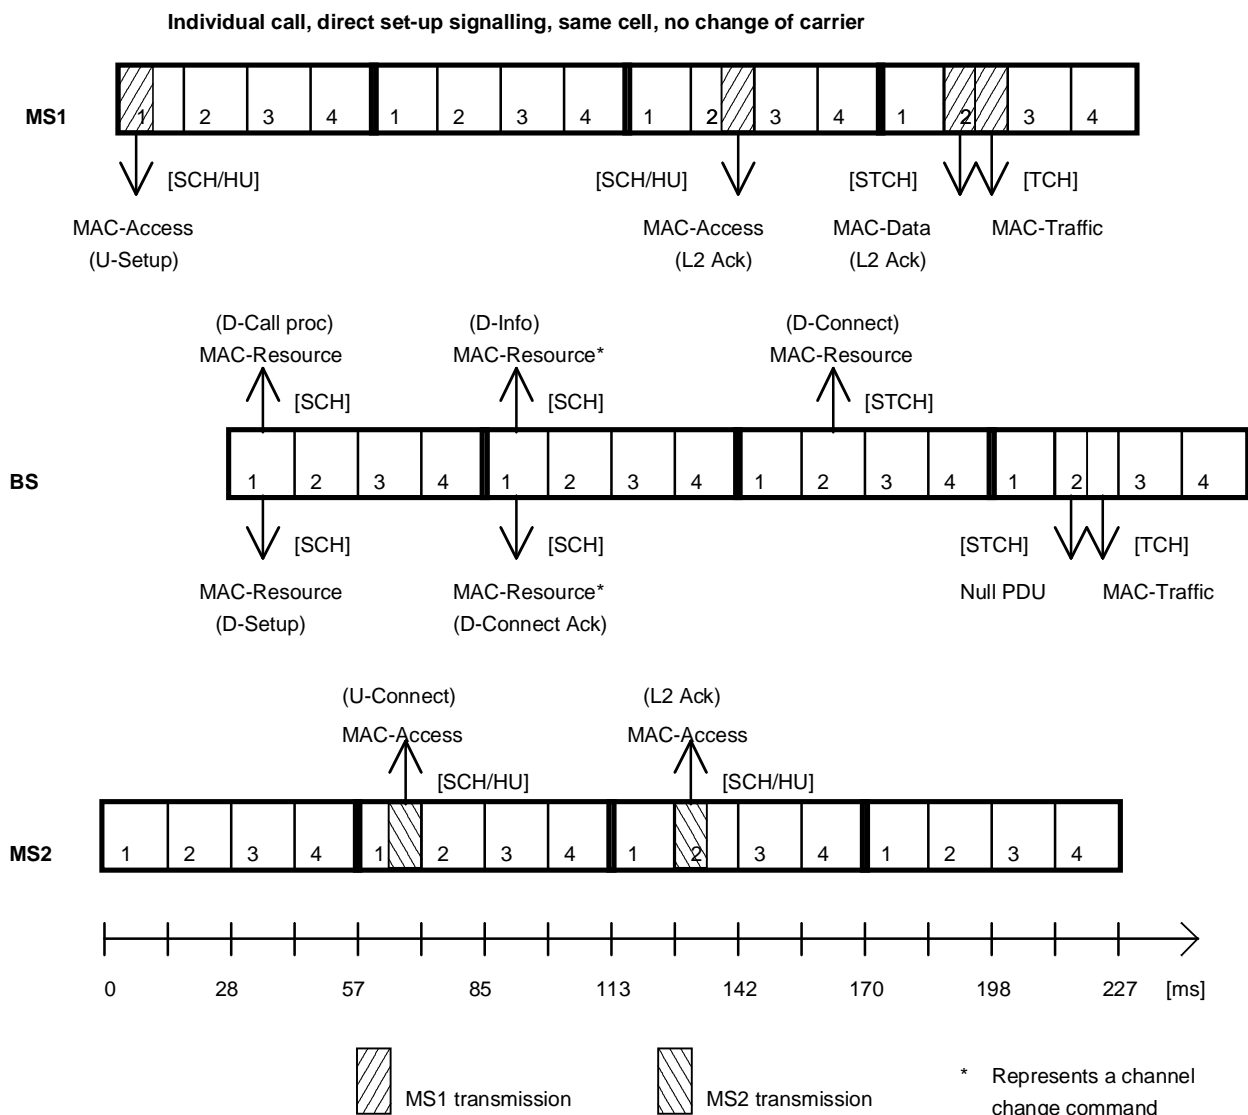 Individual call, direct set-up signalling, same cell, no change of carrier
MS1
1 2 3 4 1 2 3 4 1 2 3 4 1 2 3 4
[SCH/HU] [SCH/HU] [STCH] [TCH]
MAC-Access MAC-Access MAC-Data MAC-Traffic
(U-Setup) (L2 Ack) (L2 Ack)
(D-Call proc) (D-Info) (D-Connect)
MAC-Resource MAC-Resource* MAC-Resource
[SCH] [SCH] [STCH]
BS
1 2 3 4 1 2 3 4 1 2 3 4 1 2 3 4
[SCH] [SCH] [STCH] [TCH]
MAC-Resource MAC-Resource* Null PDU MAC-Traffic
(D-Setup) (D-Connect Ack)
(U-Connect) (L2 Ack)
MAC-Access MAC-Access
[SCH/HU] [SCH/HU]
MS2
1 2 3 4 1 2 3 4 1 2 3 4 1 2 3 4
0 28 57 85 113 142 170 198 227 [ms]
MS1 transmission MS2 transmission * Represents a channel
change command